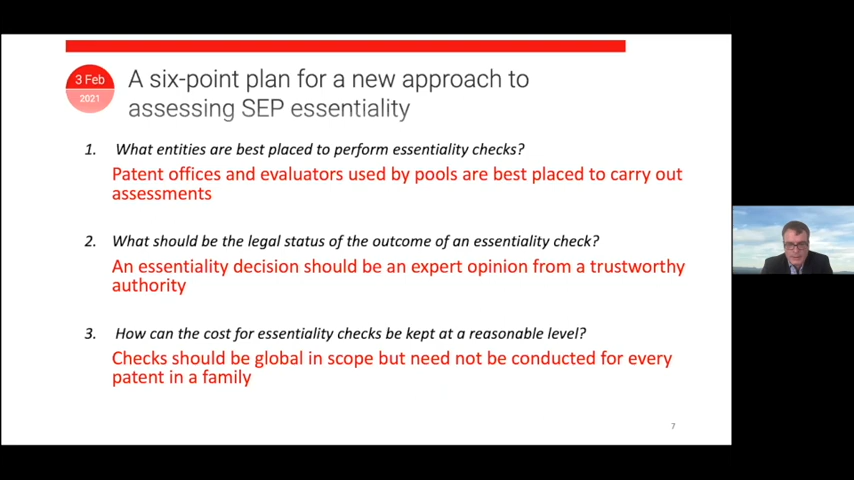 3 Feb
2021
A six-point plan for a new approach to
assessing SEP essentiality
1. What entities are best placed to perform essentiality checks?
Patent offices and evaluators used by pools are best placed to carry out
assessments
2. What should be the legal status of the outcome of an essentiality check?
An essentiality decision should be an expert opinion from a trustworthy
authority
3. How can the cost for essentiality checks be kept at a reasonable level?
Checks should be global in scope but need not be conducted for every
patent in a family
7